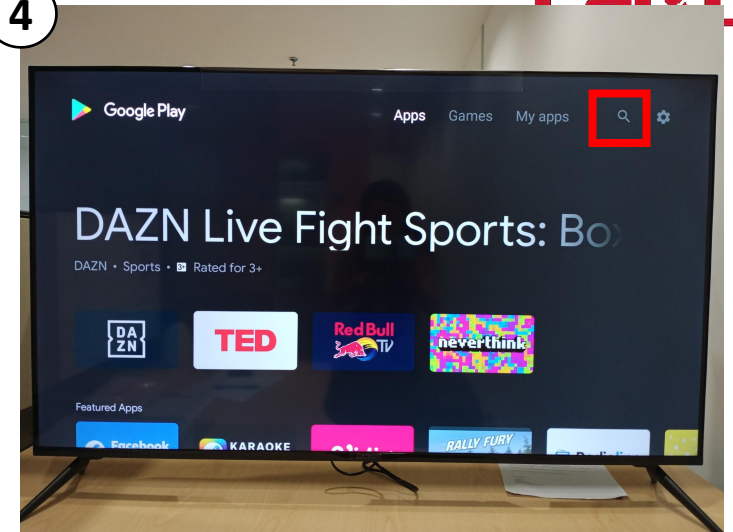 4
Google Play
Apps Games My apps
DAZN Live Fight Sports: Bo
DAZN • Sports • 3+ Rated for 3+
DA
ZN
TED
Red Bull
TV
neverthink
Featured Apps
Facebook
KARAOKE
RALLY FURY